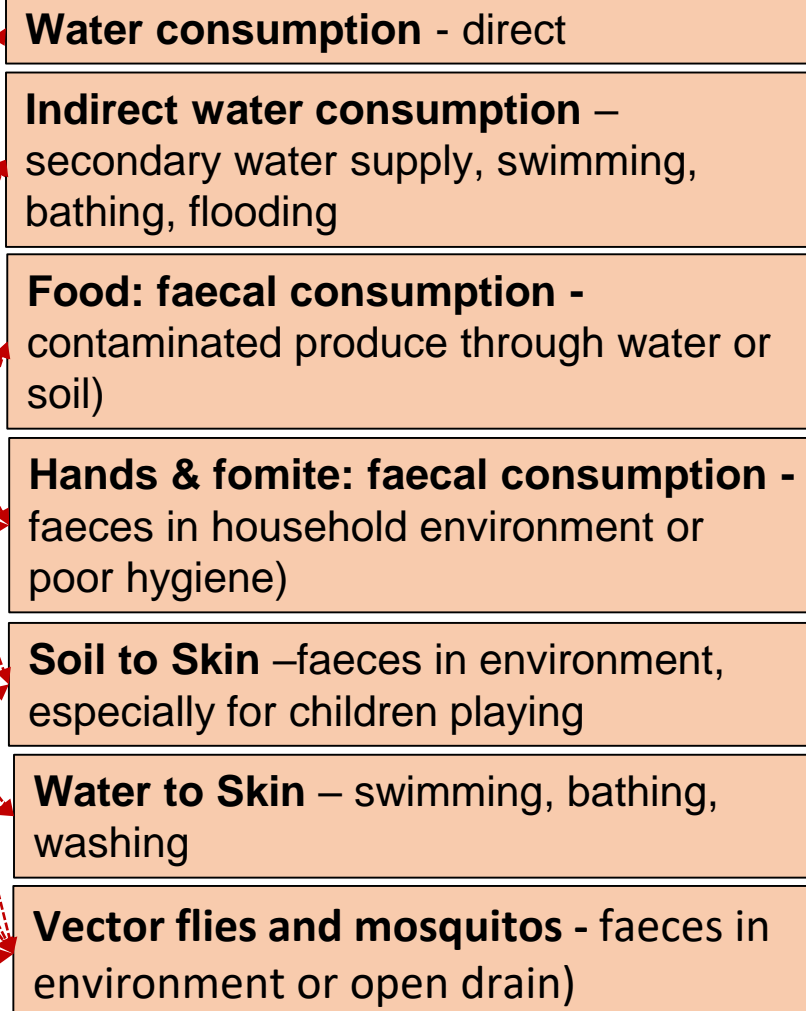 Water consumption - direct
Indirect water consumption –
secondary water supply, swimming,
bathing, flooding
Food: faecal consumption -
contaminated produce through water or
soil)
Hands & fomite: faecal consumption -
faeces in household environment or
poor hygiene)
Soil to Skin –faeces in environment,
especially for children playing
Water to Skin – swimming, bathing,
washing
Vector flies and mosquitos - faeces in
environment or open drain)